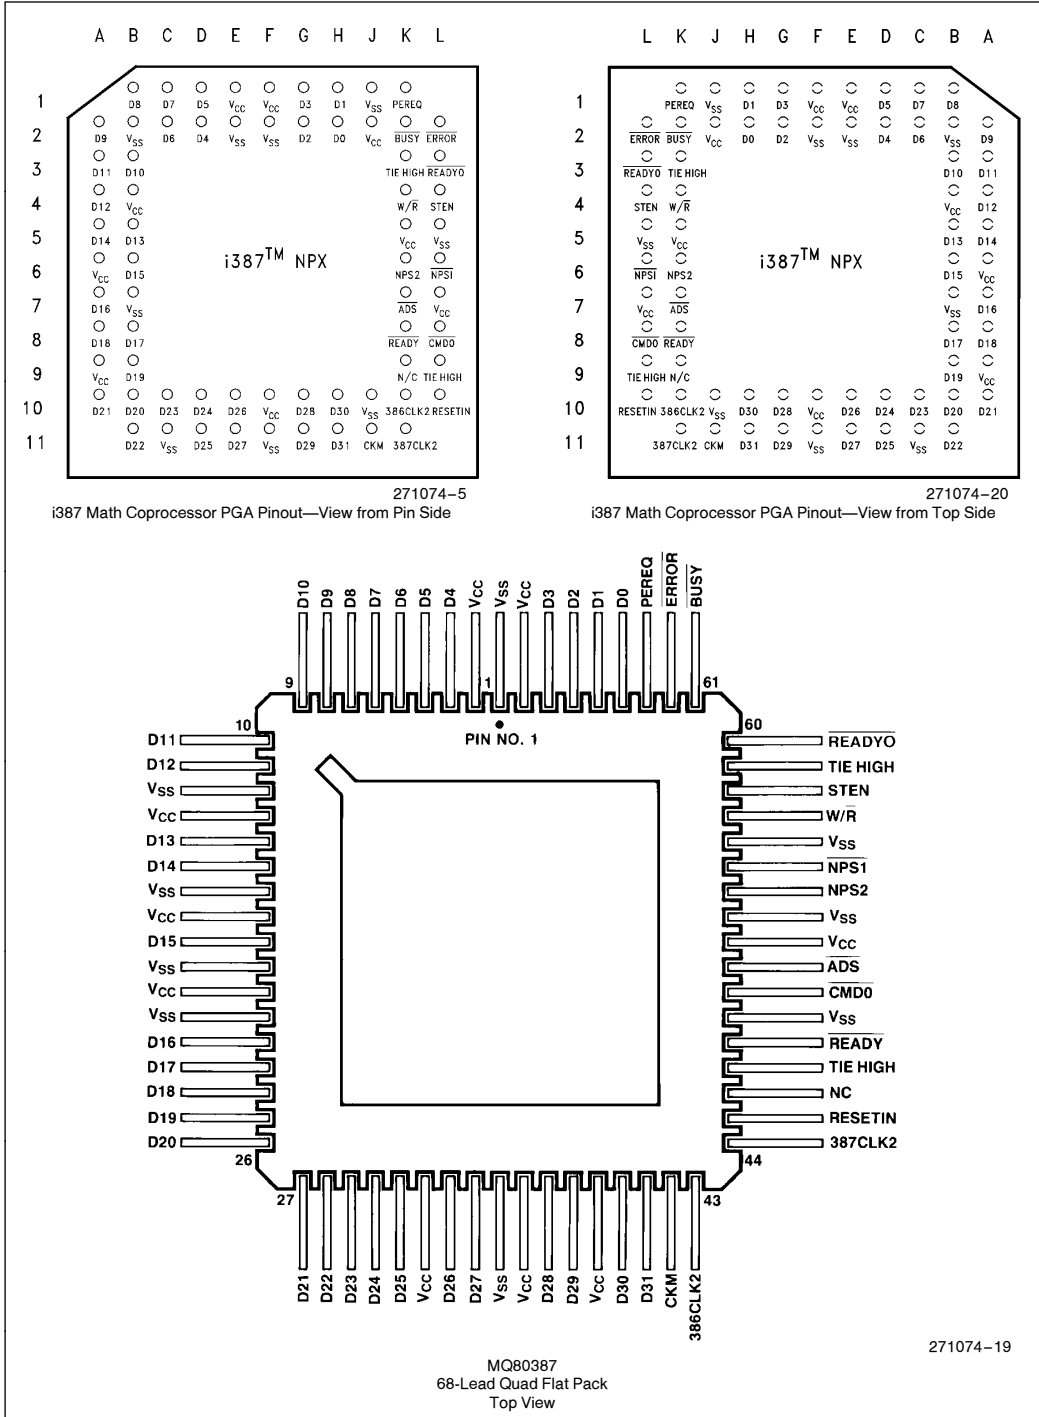 A B C D E F G H J K L
1 D8 D7 D5 VCC VCC D3 D1 VSS PEREQ
2 D9 VSS D6 D4 VSS VSS D2 D0 VCC BUSY ERROR
3 D11 D10 TIE HIGH READYO
4 D12 VCC W/R STEN
5 D14 D13 VCC VSS
6 VCC D15 i387™ NPX NPS2 NPS1
7 D16 VSS ADS VCC
8 D18 D17 READY CMD0
9 VCC D19 N/C TIE HIGH
10 D21 D20 D23 D24 D26 VCC D28 D30 VSS 386CLK2 RESETIN
11 D22 VSS D25 D27 VSS D29 D31 CKM 387CLK2
271074–5
i387 Math Coprocessor PGA Pinout—View from Pin Side
L K J H G F E D C B A
1 PEREQ VSS D1 D3 VCC VCC D5 D7 D8
2 ERROR BUSY VCC D0 D2 VSS VSS D4 D6 VSS D9
3 READYO TIE HIGH D10 D11
4 STEN W/R VCC D12
5 VSS VCC D13 D14
6 NPS1 NPS2 i387™ NPX D15 VCC
7 VCC ADS VSS D16
8 CMD0 READY D17 D18
9 TIE HIGH N/C D19 VCC
10 RESETIN 386CLK2 VSS D30 D28 VCC D26 D24 D23 D20 D21
11 387CLK2 CKM D31 D29 VSS D27 D25 VSS D22
271074–20
i387 Math Coprocessor PGA Pinout—View from Top Side
D10 D9 D8 D7 D6 D5 D4 VCC VSS VCC D3 D2 D1 D0 PEREQ ERROR BUSY
9 1 61
10 PIN NO. 1 60
D11 READYO
D12 TIE HIGH
VSS STEN
VCC W/R
D13 VSS
D14 NPS1
VSS NPS2
VCC VSS
D15 VCC
VSS ADS
VCC CMD0
VSS VSS
D16 READY
D17 TIE HIGH
D18 NC
D19 RESETIN
D20 387CLK2
26 44
27 43
D21 D22 D23 D24 D25 VCC D26 D27 VSS VCC D28 D29 VCC D30 D31 CKM 386CLK2
271074–19
MQ80387
68-Lead Quad Flat Pack
Top View